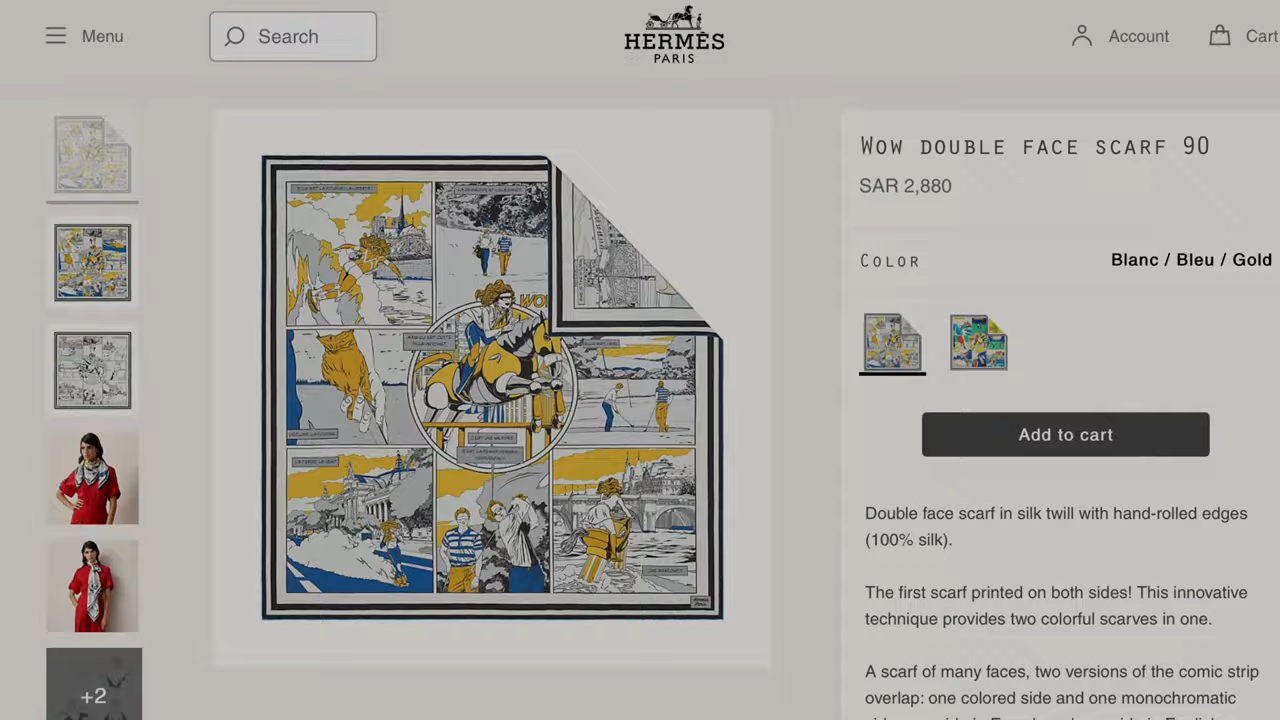 Menu
Search
HERMÈS
PARIS
Account
Cart
WOW DOUBLE FACE SCARF 90
SAR 2,880
COLOR
Blanc / Bleu / Gold
Add to cart
Double face scarf in silk twill with hand-rolled edges
(100% silk).
The first scarf printed on both sides! This innovative
technique provides two colorful scarves in one.
A scarf of many faces, two versions of the comic strip
overlap: one colored side and one monochromatic
+2